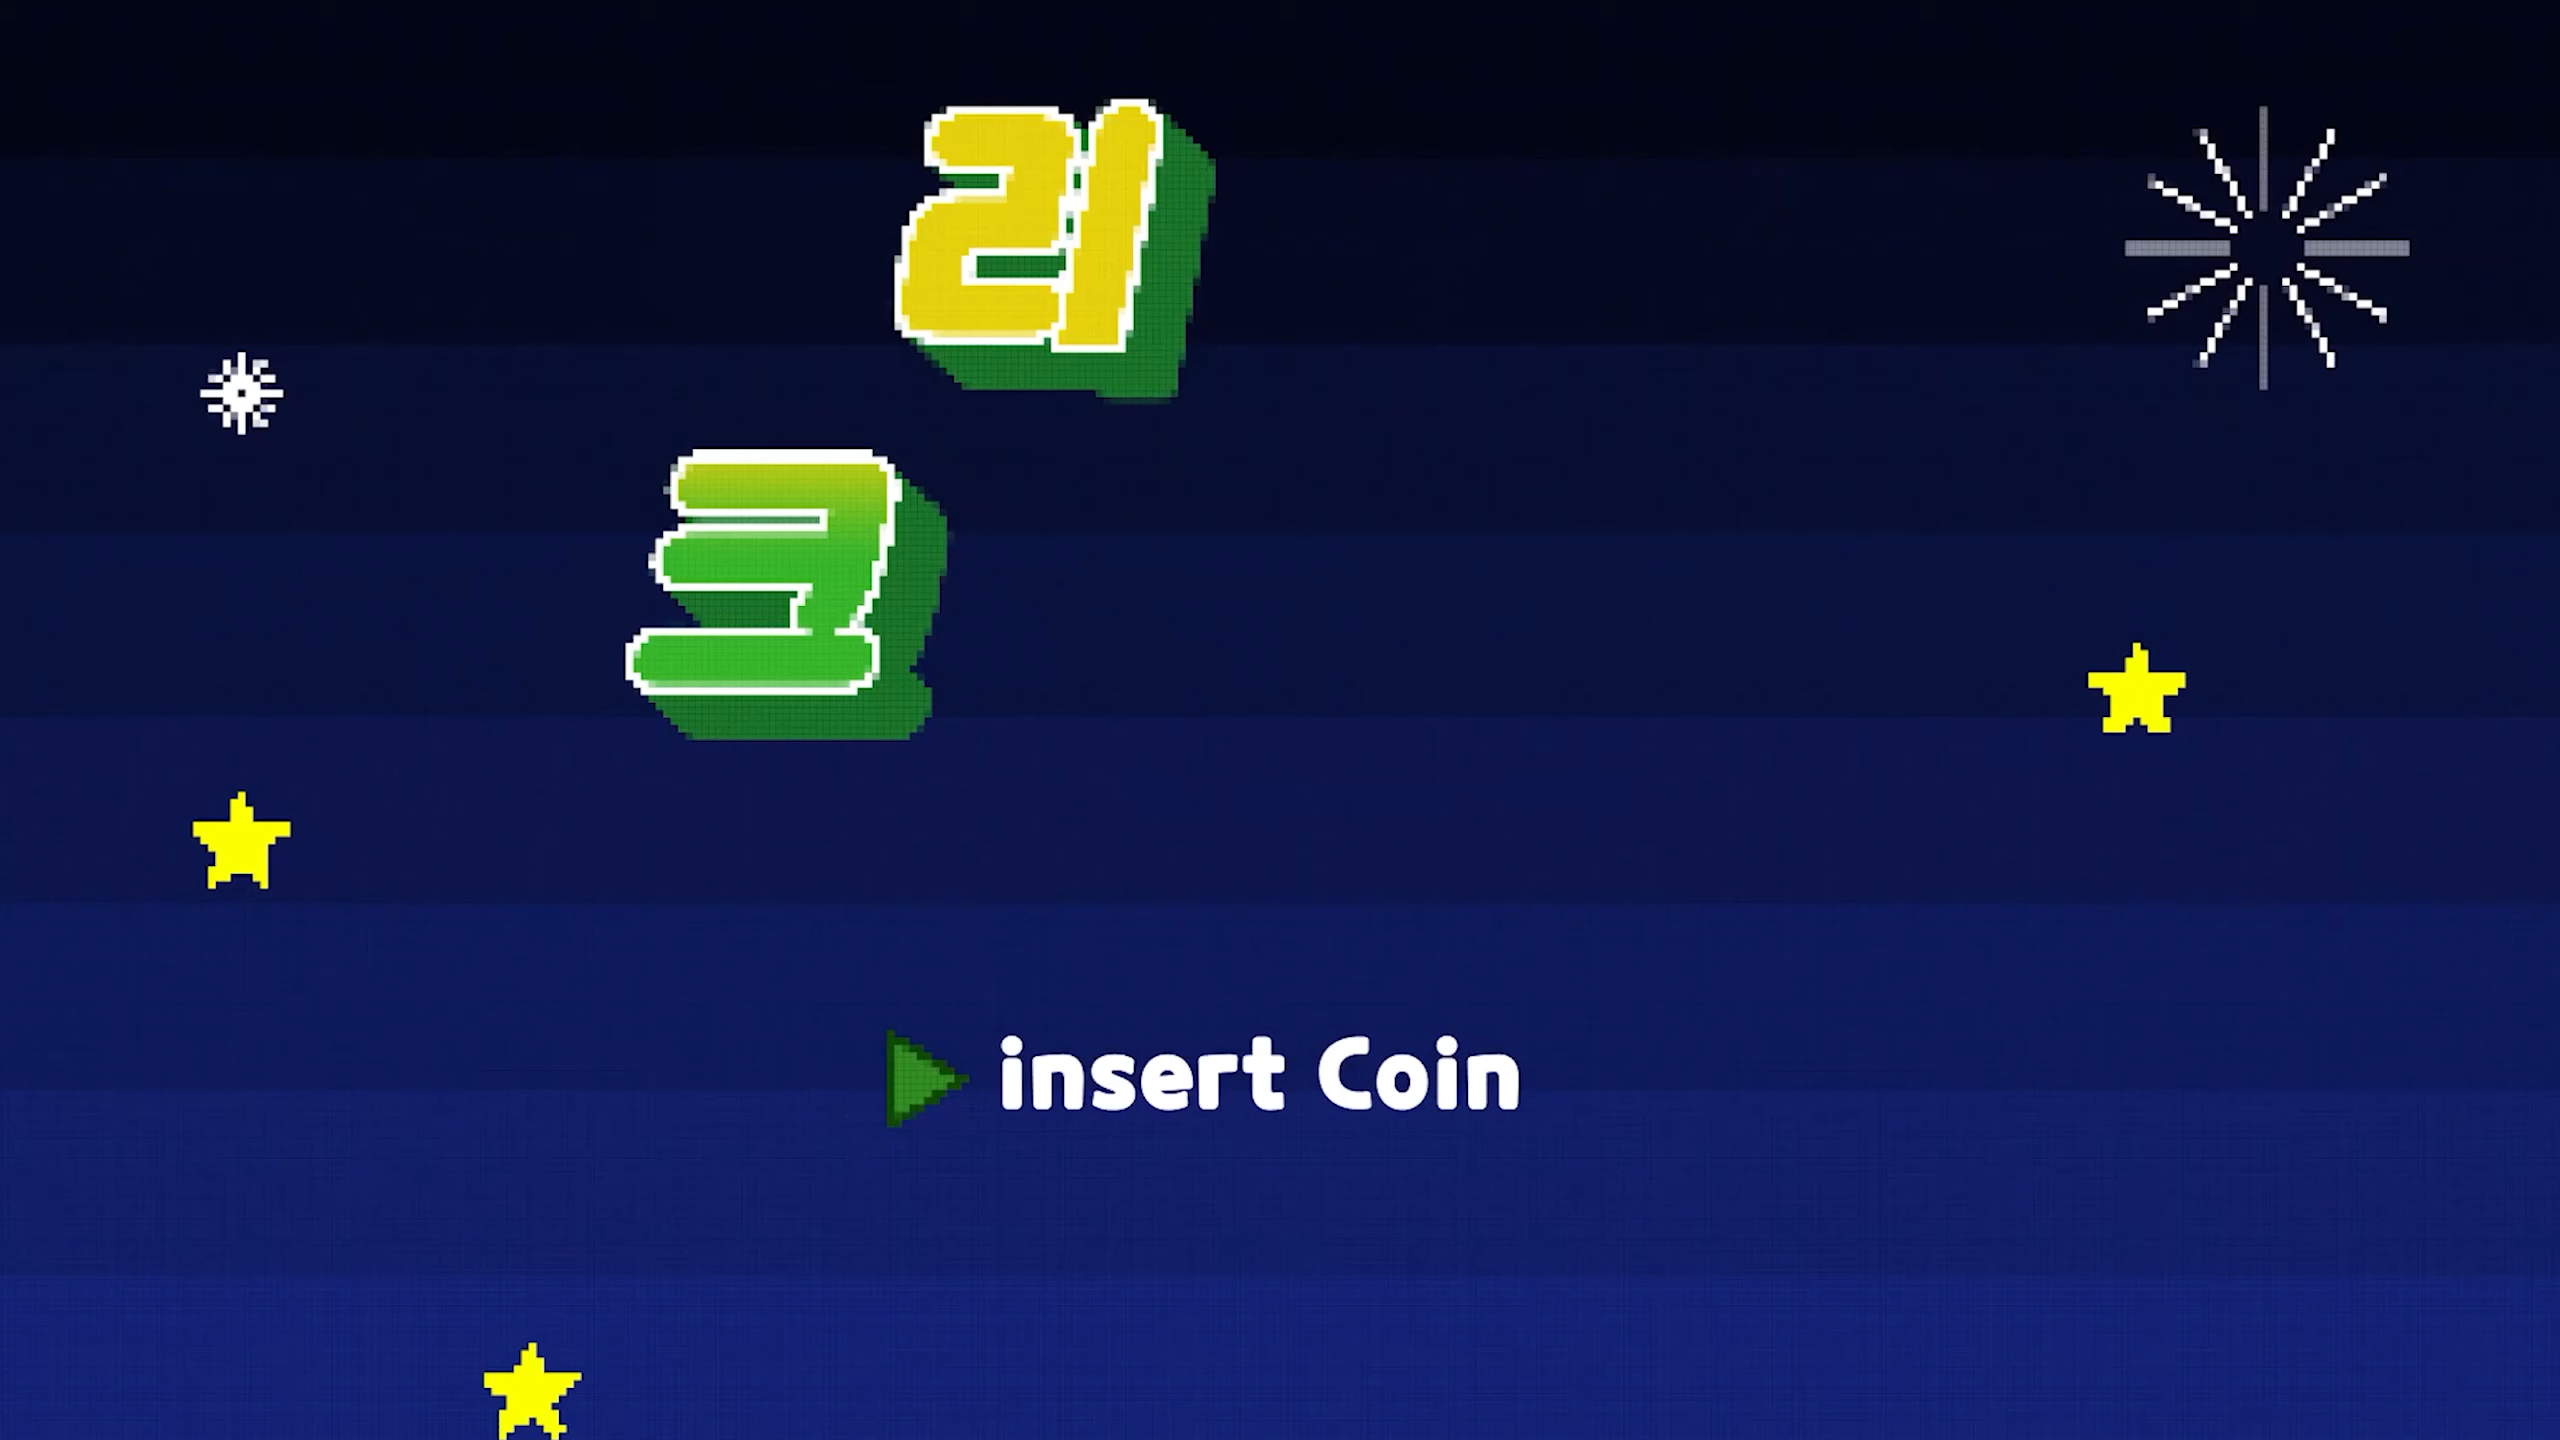 리
크
insert Coin